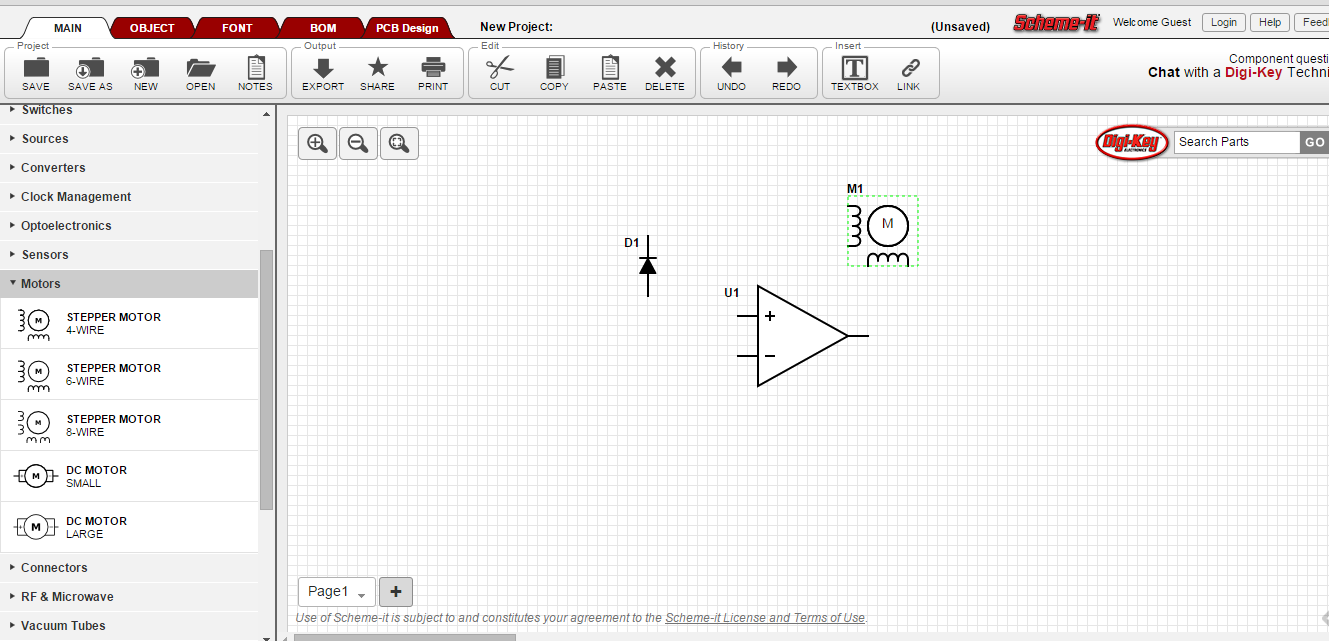 MAIN OBJECT FONT BOM PCB Design New Project: (Unsaved) Scheme-it Welcome Guest Login Help Feed
Project Output Edit History Insert
SAVE SAVE AS NEW OPEN NOTES EXPORT SHARE PRINT CUT COPY PASTE DELETE UNDO REDO TEXTBOX LINK
Component questi
Chat with a Digi-Key Techni
Switches
Sources
Converters
Clock Management
Optoelectronics
Sensors
Motors
M
STEPPER MOTOR
4-WIRE
M
STEPPER MOTOR
6-WIRE
M
STEPPER MOTOR
8-WIRE
M
DC MOTOR
SMALL
M
DC MOTOR
LARGE
Connectors
RF & Microwave
Vacuum Tubes
Digi-Key
ELECTRONICS
Search Parts GO
M1
M
D1
U1
+
−
Page1 +
Use of Scheme-it is subject to and constitutes your agreement to the Scheme-it License and Terms of Use.